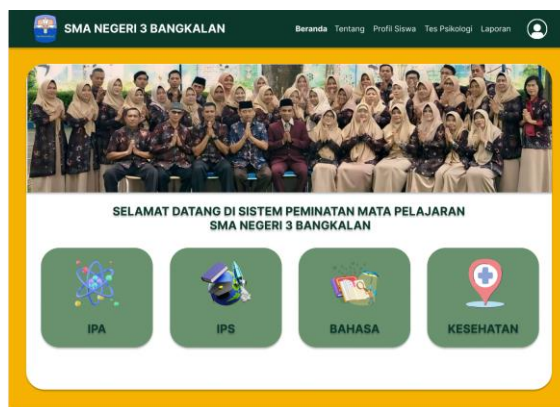 SMA NEGERI 3 BANGKALAN
Beranda Tentang Profil Siswa Tes Psikologi Laporan
SELAMAT DATANG DI SISTEM PEMINATAN MATA PELAJARAN
SMA NEGERI 3 BANGKALAN
IPA
IPS
BAHASA
KESEHATAN